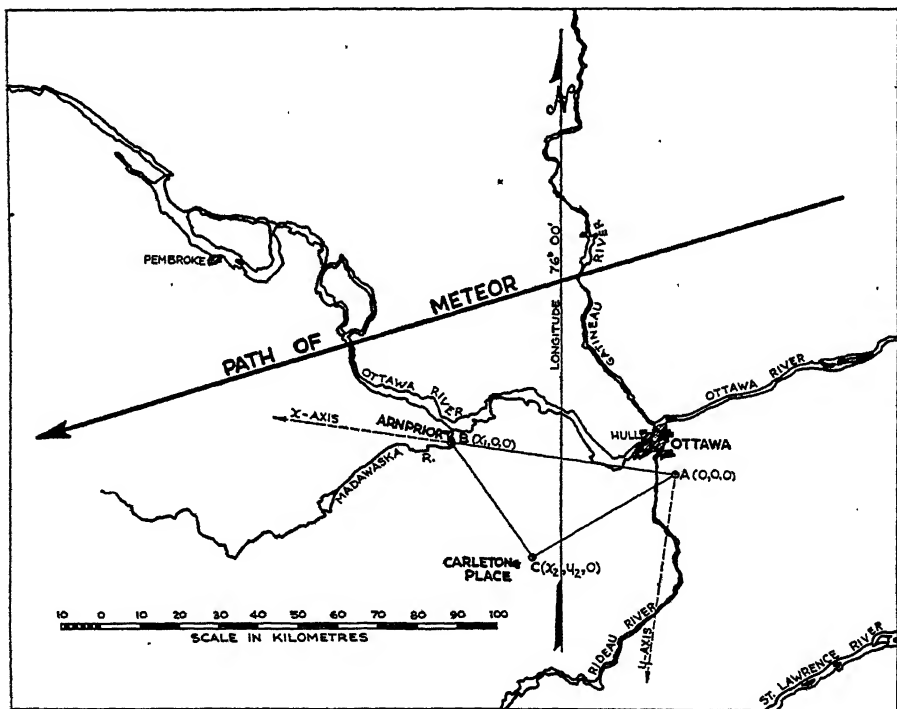 N
PEMBROKE
LONGITUDE 76° 00'
GATINEAU RIVER
PATH OF METEOR
OTTAWA RIVER
OTTAWA RIVER
X-AXIS
ARNPRIOR
B (X₁,0,0)
HULL
OTTAWA
MADAWASKA R.
A (0,0,0)
CARLETON
PLACE
C (X₂,Y₂,0)
10 0 10 20 30 40 50 60 70 80 90 100
SCALE IN KILOMETRES
RIDEAU RIVER
Y-AXIS
ST. LAWRENCE RIVER